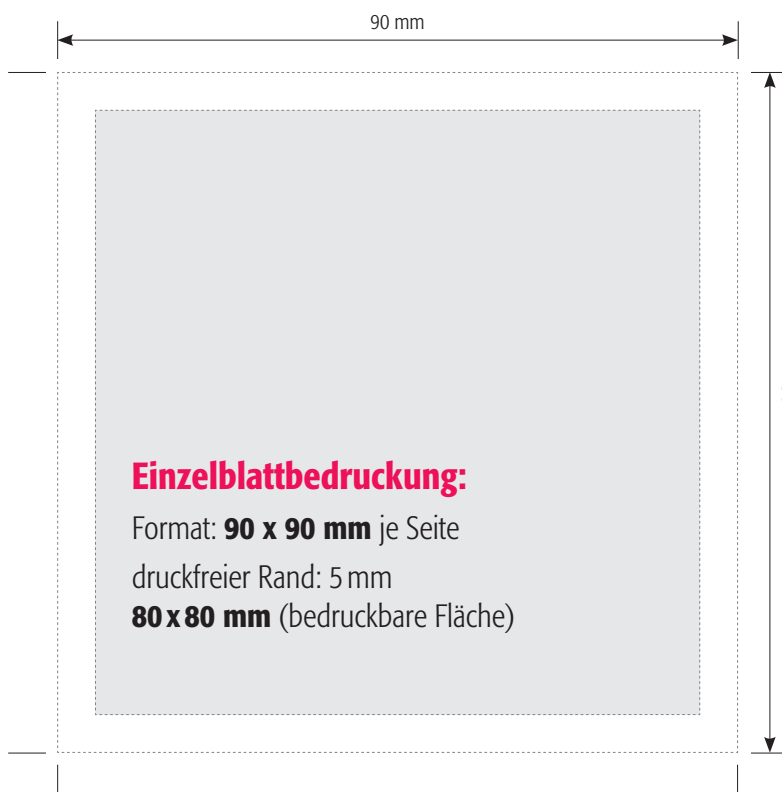 90 mm
Einzelblattbedruckung:
Format: 90 x 90 mm je Seite
druckfreier Rand: 5 mm
80 x 80 mm (bedruckbare Fläche)